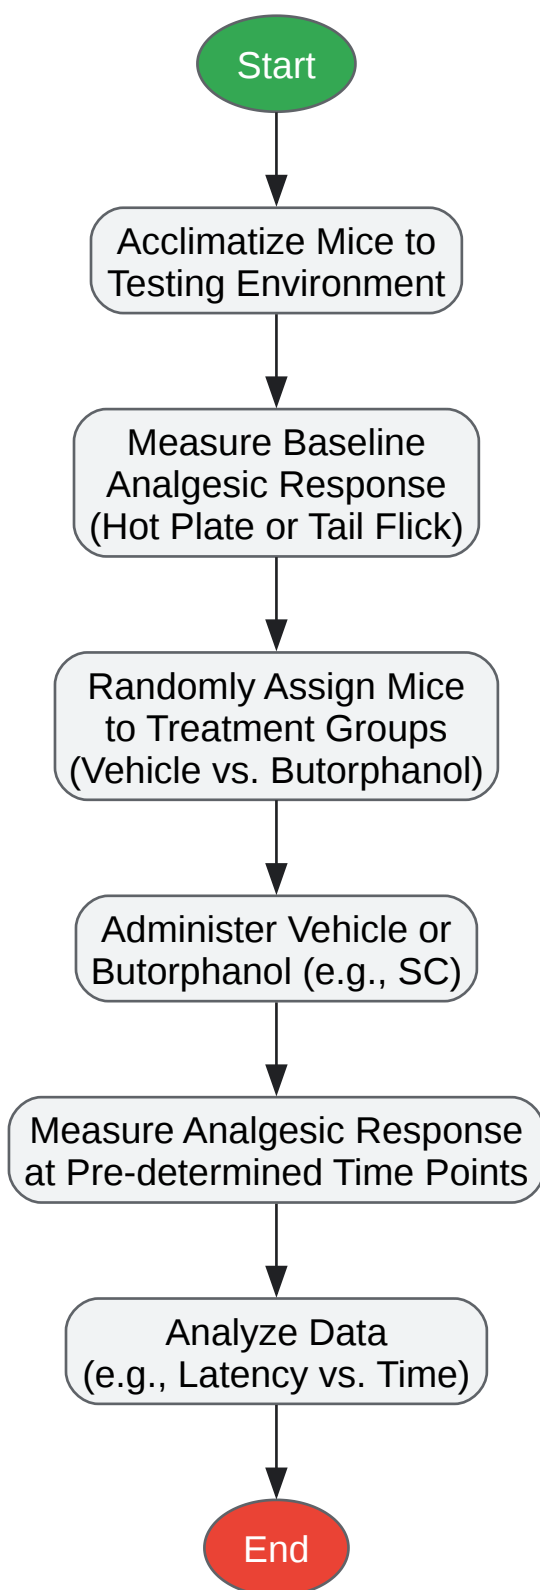 Start
Acclimatize Mice to
Testing Environment
Measure Baseline
Analgesic Response
(Hot Plate or Tail Flick)
Randomly Assign Mice
to Treatment Groups
(Vehicle vs. Butorphanol)
Administer Vehicle or
Butorphanol (e.g., SC)
Measure Analgesic Response
at Pre-determined Time Points
Analyze Data
(e.g., Latency vs. Time)
End